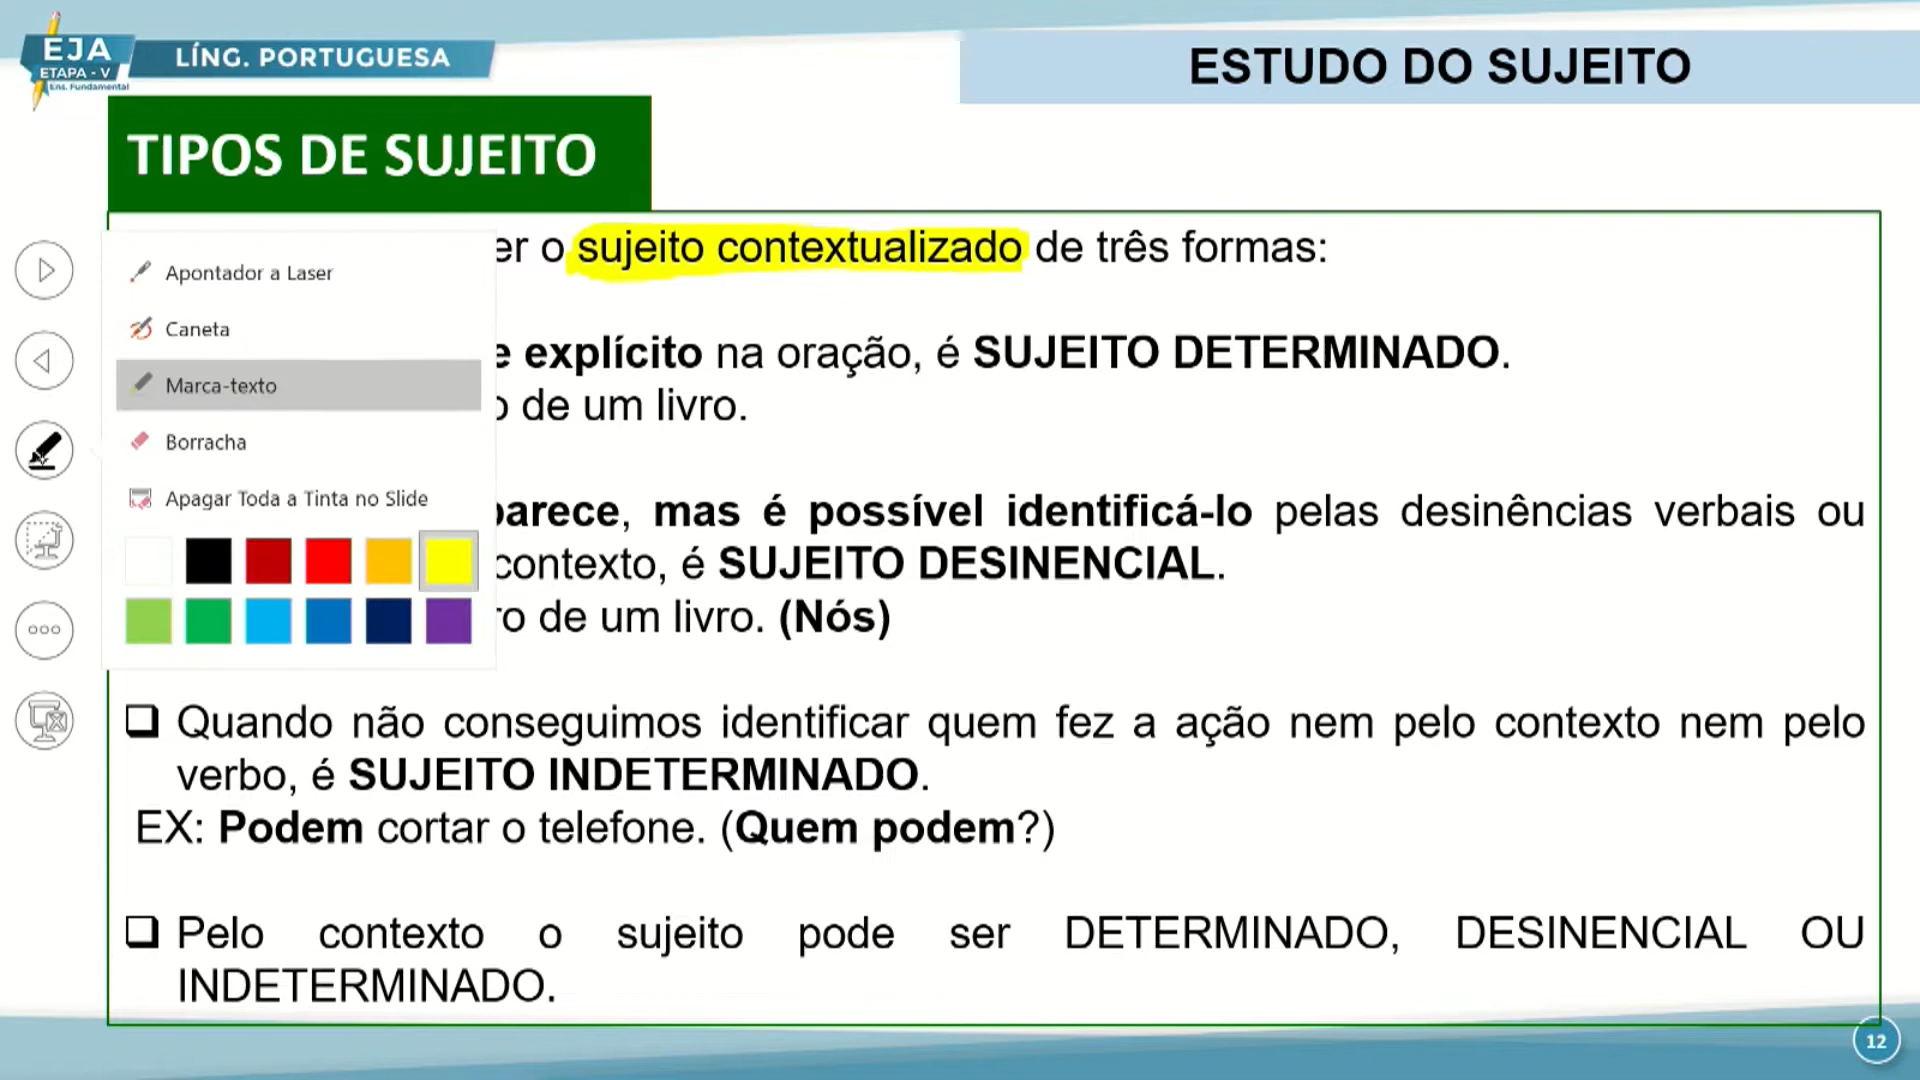 EJA
ETAPA - V
Ens. Fundamental
LÍNG. PORTUGUESA
ESTUDO DO SUJEITO
TIPOS DE SUJEITO
er o sujeito contextualizado de três formas:
Apontador a Laser
Caneta
e explícito na oração, é SUJEITO DETERMINADO.
Marca-texto
o de um livro.
Borracha
Apagar Toda a Tinta no Slide
parece, mas é possível identificá-lo pelas desinências verbais ou
contexto, é SUJEITO DESINENCIAL.
ro de um livro. (Nós)
❑ Quando não conseguimos identificar quem fez a ação nem pelo contexto nem pelo
verbo, é SUJEITO INDETERMINADO.
EX: Podem cortar o telefone. (Quem podem?)
❑ Pelo contexto o sujeito pode ser DETERMINADO, DESINENCIAL OU
INDETERMINADO.
12